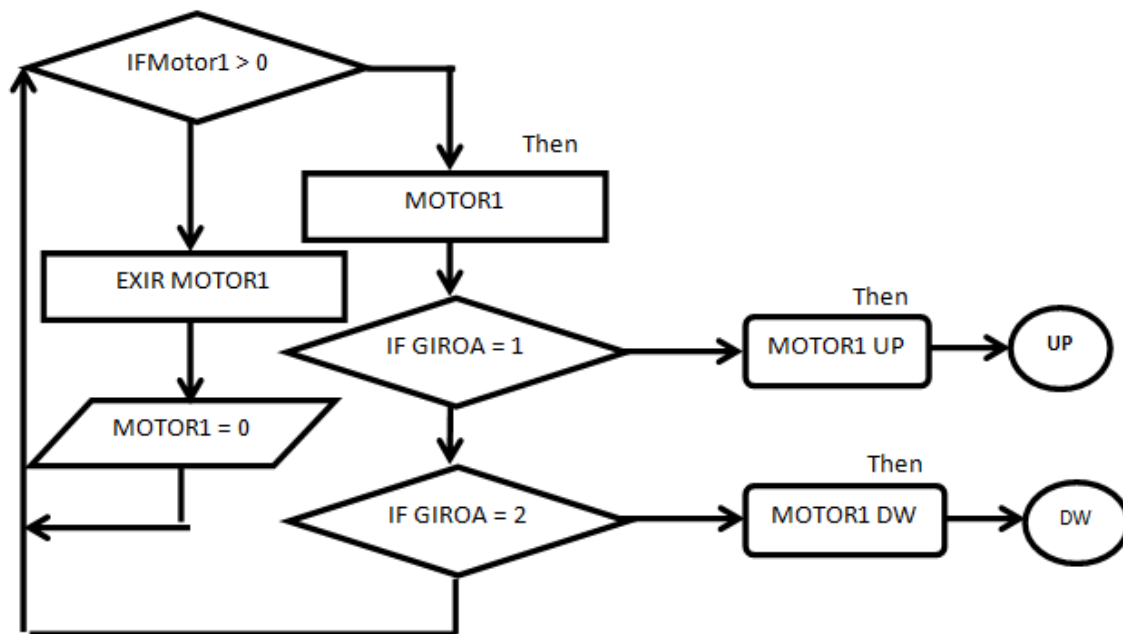 IFMotor1 > 0
Then
MOTOR1
EXIR MOTOR1
Then
IF GIROA = 1
MOTOR1 UP
UP
MOTOR1 = 0
Then
IF GIROA = 2
MOTOR1 DW
DW